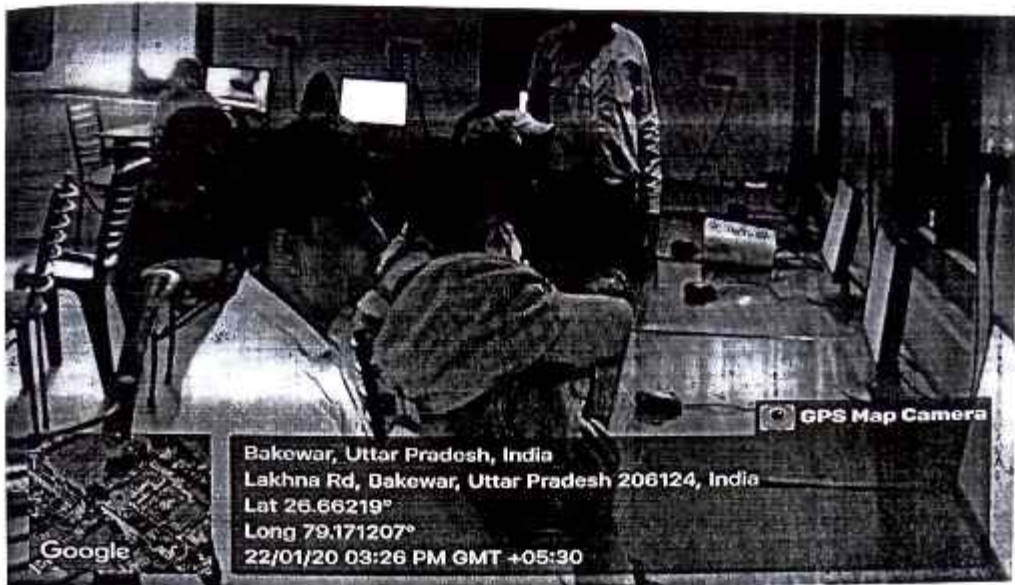 GPS Map Camera
Bakewar, Uttar Pradesh, India
Lakhna Rd, Bakewar, Uttar Pradesh 206124, India
Lat 26.66219°
Long 79.171207°
22/01/20 03:26 PM GMT +05:30
Google